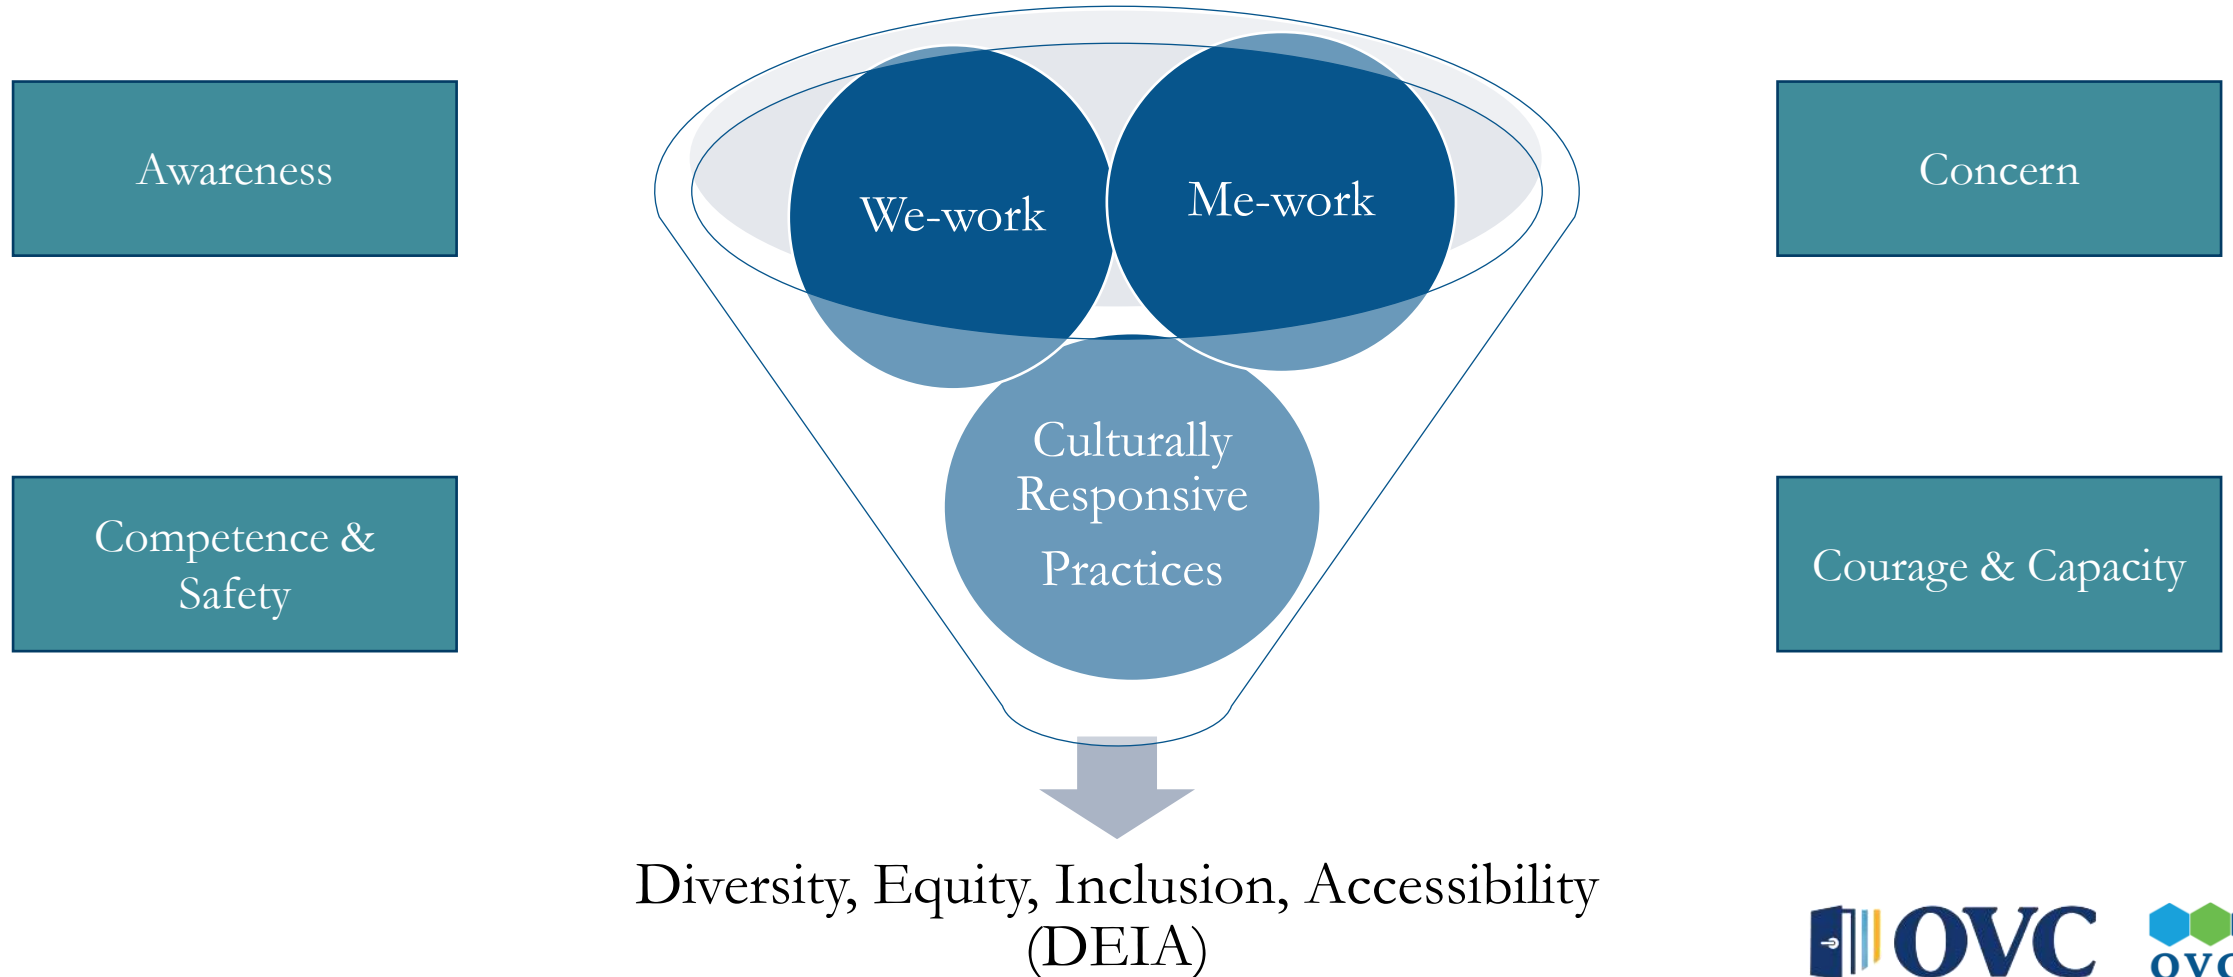 Awareness
We-work
Me-work
Concern
Competence &
Safety
Culturally
Responsive
Practices
Courage & Capacity
Diversity, Equity, Inclusion, Accessibility
(DEIA)
OVC
OVC